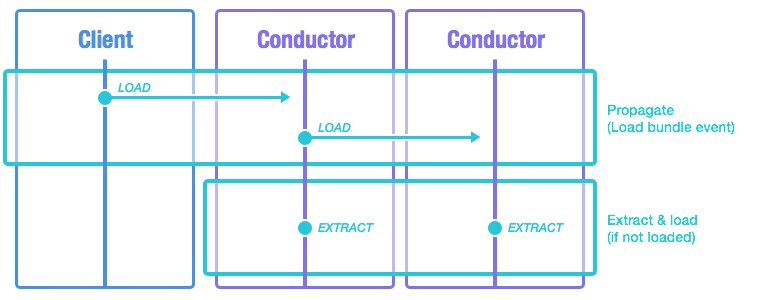 Client
Conductor
Conductor
LOAD
LOAD
Propagate
(Load bundle event)
EXTRACT
EXTRACT
Extract & load
(if not loaded)